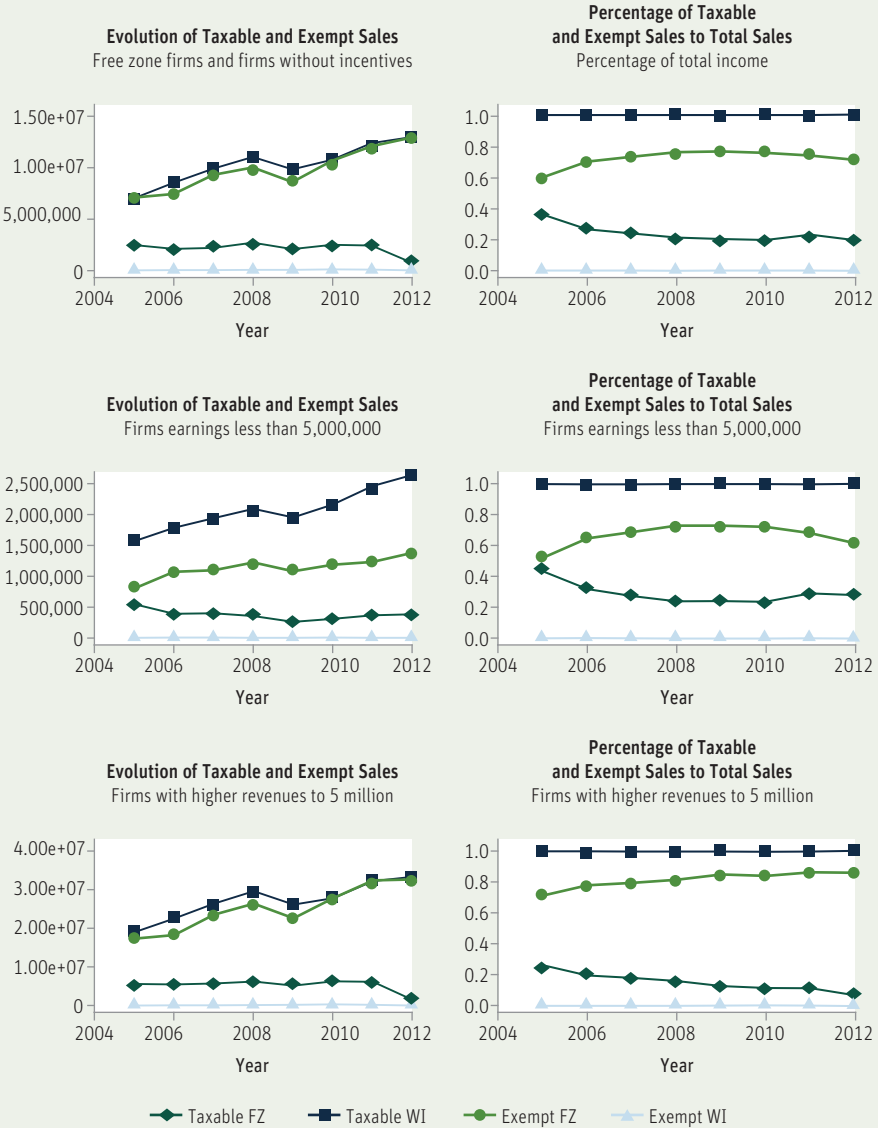 Evolution of Taxable and Exempt Sales
Free zone firms and firms without incentives
1.50e+07
1.00e+07
5,000,000
0
2004 2006 2008 2010 2012
Year
Percentage of Taxable
and Exempt Sales to Total Sales
Percentage of total income
1.0
0.8
0.6
0.4
0.2
0.0
2004 2006 2008 2010 2012
Year
Evolution of Taxable and Exempt Sales
Firms earnings less than 5,000,000
2,500,000
2,000,000
1,500,000
1,000,000
500,000
0
2004 2006 2008 2010 2012
Year
Percentage of Taxable
and Exempt Sales to Total Sales
Firms earnings less than 5,000,000
1.0
0.8
0.6
0.4
0.2
0.0
2004 2006 2008 2010 2012
Year
Evolution of Taxable and Exempt Sales
Firms with higher revenues to 5 million
4.00e+07
3.00e+07
2.00e+07
1.00e+07
0
2004 2006 2008 2010 2012
Year
Percentage of Taxable
and Exempt Sales to Total Sales
Firms with higher revenues to 5 million
1.0
0.8
0.6
0.4
0.2
0.0
2004 2006 2008 2010 2012
Year
Taxable FZ Taxable WI Exempt FZ Exempt WI